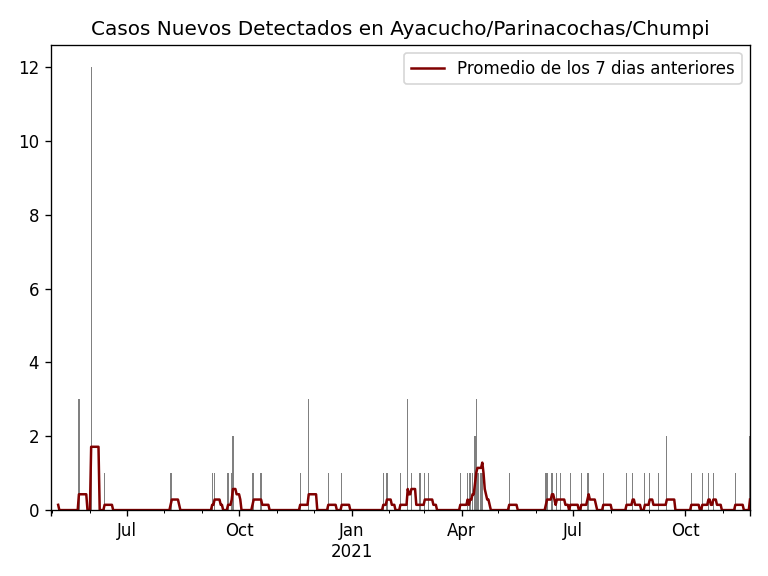 Casos Nuevos Detectados en Ayacucho/Parinacochas/Chumpi
Promedio de los 7 dias anteriores
12
10
8
6
4
2
0
Jul Oct Jan Apr Jul Oct
2021